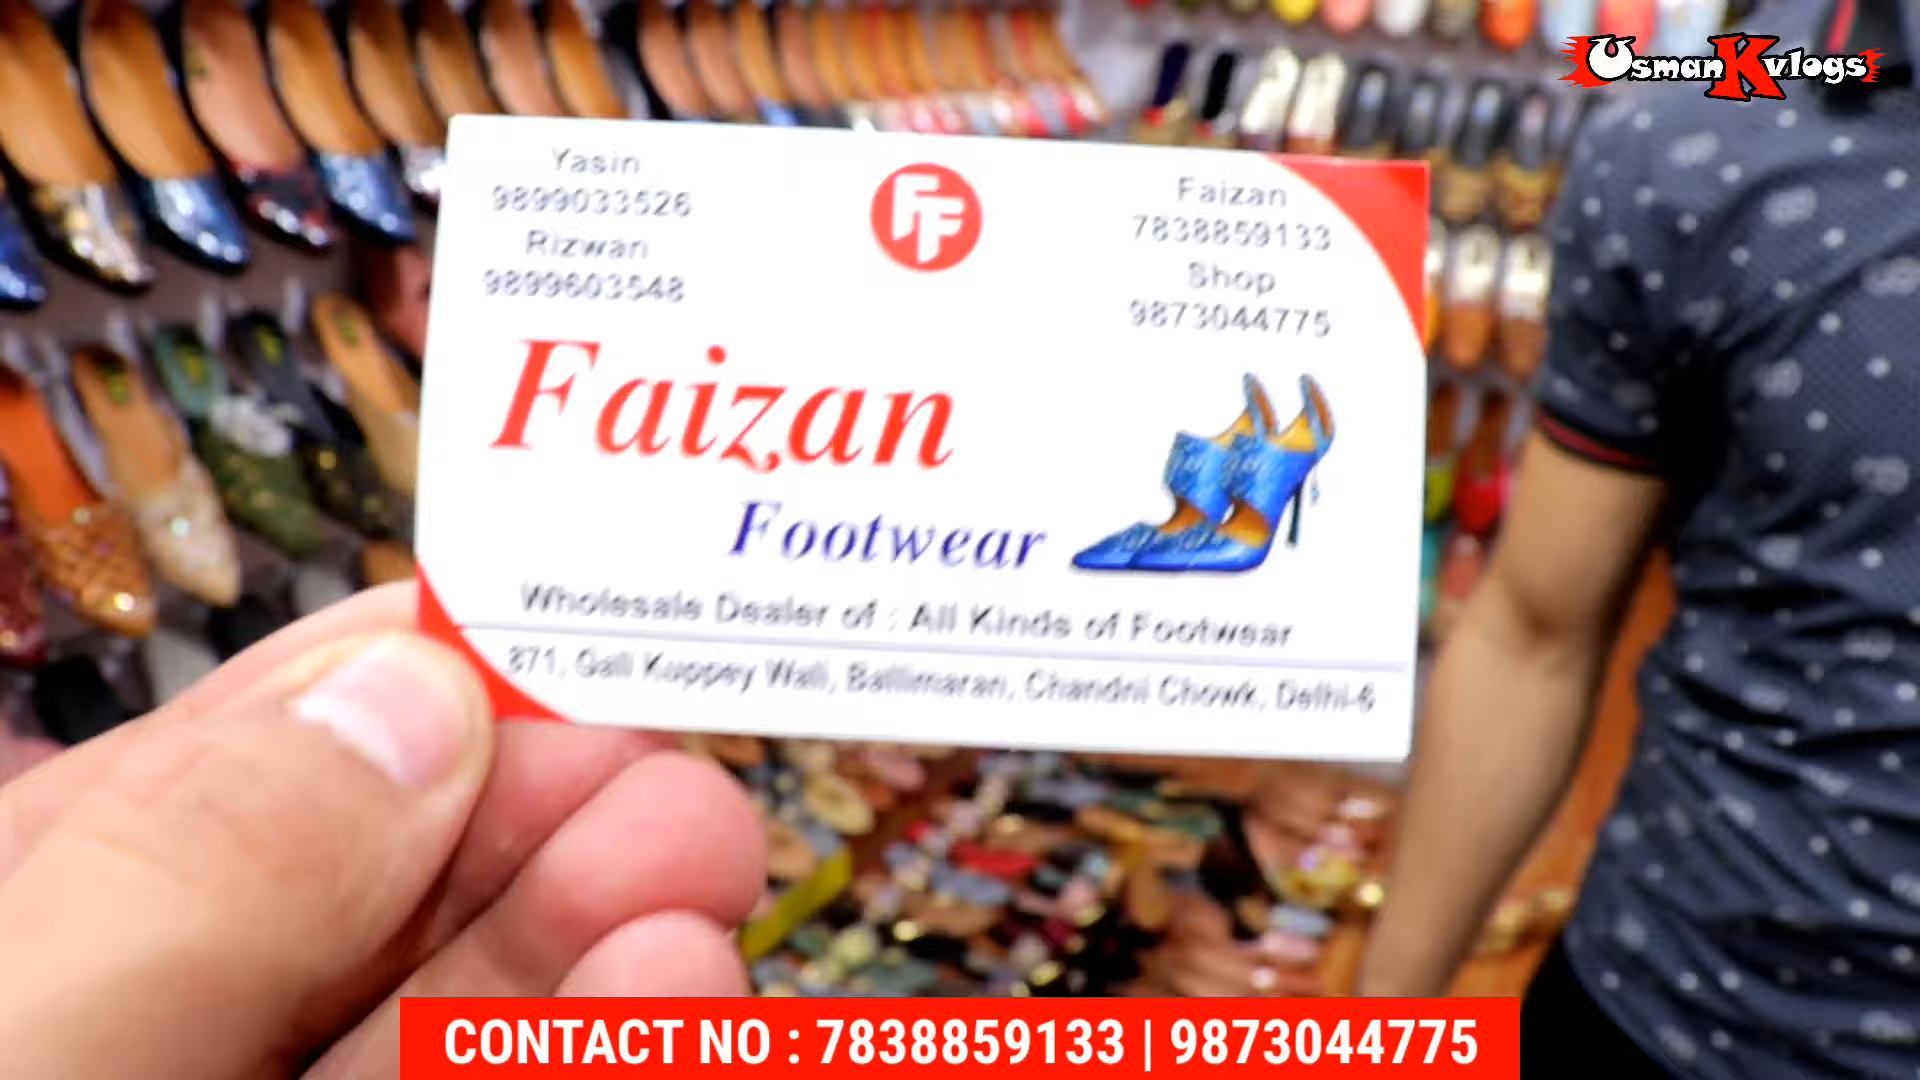 Usman K vlogs
Yasin
9899033526
Rizwan
9899603548
FF
Faizan
7838859133
Shop
9873044775
Faizan
Footwear
Wholesale Dealer of : All Kinds of Footwear
871, Gali Kuppey Wali, Ballimaran, Chandni Chowk, Delhi-6
CONTACT NO : 7838859133 | 9873044775